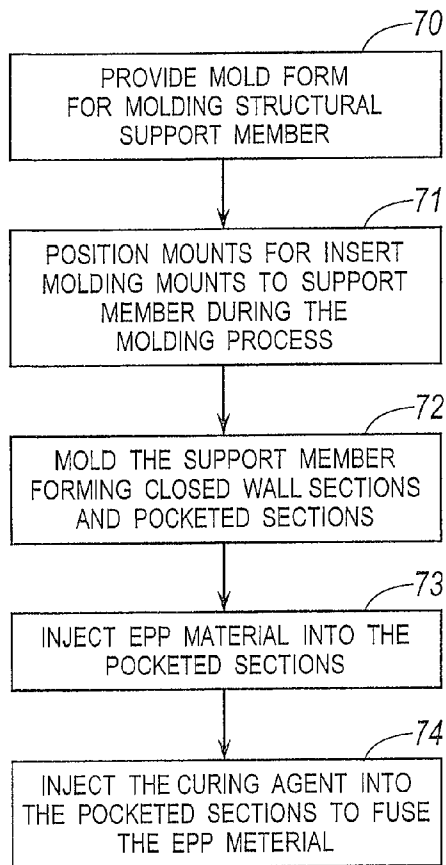 70
PROVIDE MOLD FORM
FOR MOLDING STRUCTURAL
SUPPORT MEMBER
71
POSITION MOUNTS FOR INSERT
MOLDING MOUNTS TO SUPPORT
MEMBER DURING THE
MOLDING PROCESS
72
MOLD THE SUPPORT MEMBER
FORMING CLOSED WALL SECTIONS
AND POCKETED SECTIONS
73
INJECT EPP MATERIAL INTO THE
POCKETED SECTIONS
74
INJECT THE CURING AGENT INTO
THE POCKETED SECTIONS TO FUSE
THE EPP METERIAL